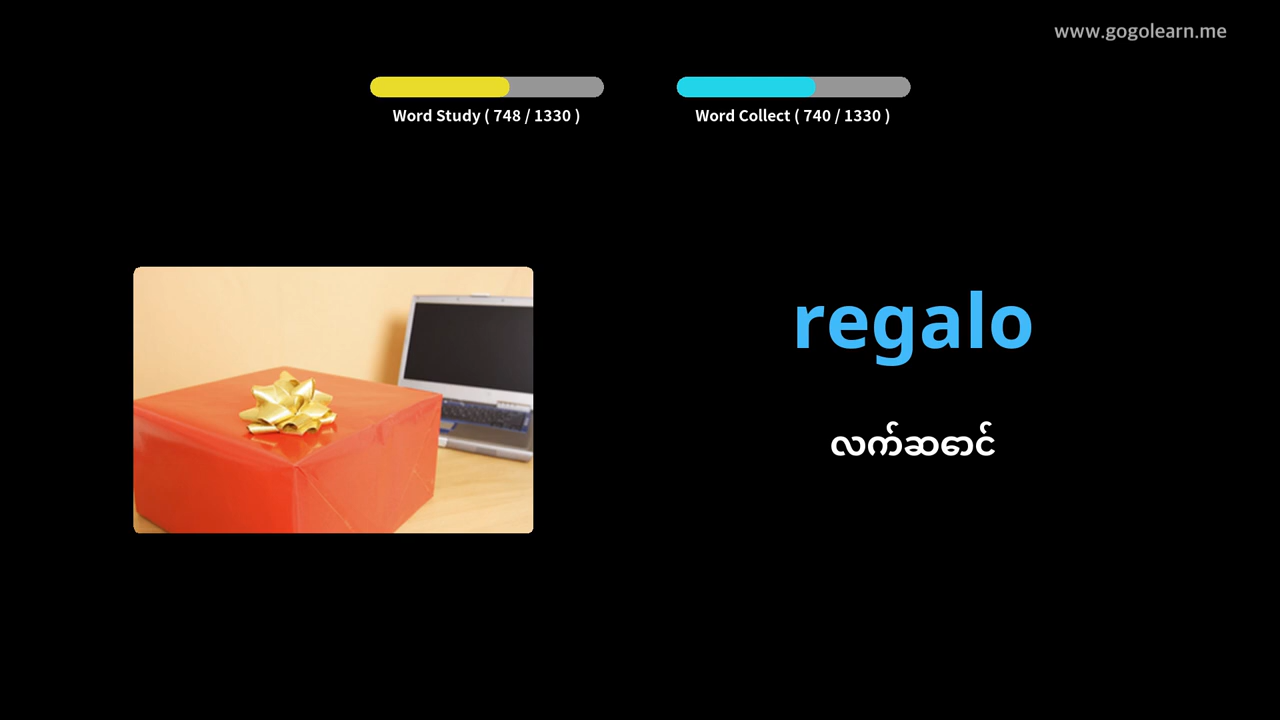 www.gogolearn.me
Word Study ( 748 / 1330 )
Word Collect ( 740 / 1330 )
regalo
လက်ဆောင်